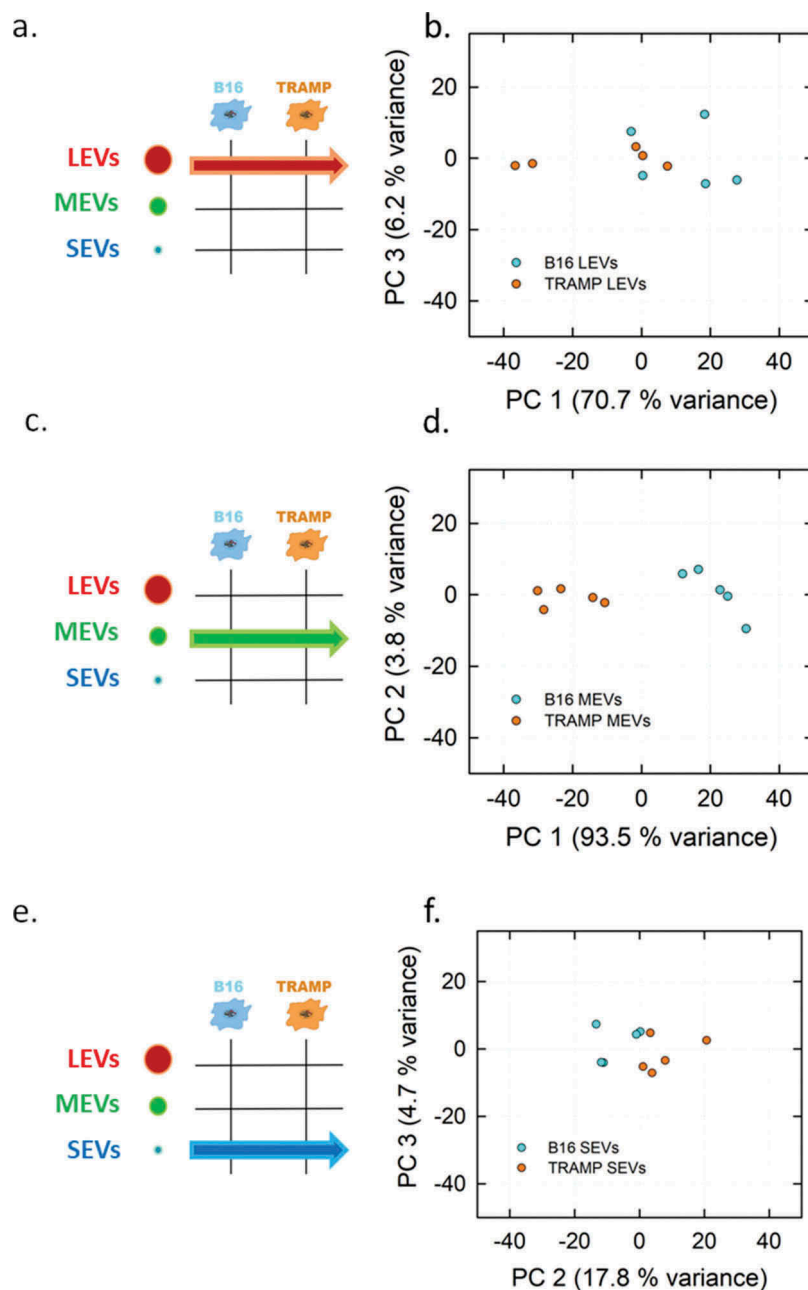 a.
B16 TRAMP
LEVs
MEVs
SEVs
b.
20
0
-20
-40
PC 3 (6.2 % variance)
B16 LEVs
TRAMP LEVs
-40 -20 0 20 40
PC 1 (70.7 % variance)
c.
B16 TRAMP
LEVs
MEVs
SEVs
d.
20
0
-20
-40
PC 2 (3.8 % variance)
B16 MEVs
TRAMP MEVs
-40 -20 0 20 40
PC 1 (93.5 % variance)
e.
B16 TRAMP
LEVs
MEVs
SEVs
f.
20
0
-20
-40
PC 3 (4.7 % variance)
B16 SEVs
TRAMP SEVs
-40 -20 0 20 40
PC 2 (17.8 % variance)